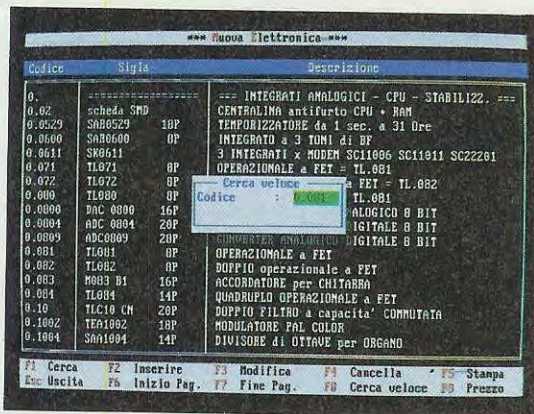 *** Nuova Elettronica ***
Codice Sigla Descrizione
0. ------------------ === INTEGRATI ANALOGICI - CPU - STABILIZZ. ===
0.02 scheda SMD CENTRALINA antifurto CPU + RAM
0.0529 SAB0529 18P TEMPORIZZATORE da 1 sec. a 31 Ore
0.0600 SAB0600 8P INTEGRATO a 3 TONI di BF
0.0611 SK0611 3 INTEGRATI x MODEM SC11006 SC11011 SC22201
0.071 TL071 8P OPERAZIONALE a FET = TL.081
0.072 TL072 8P a FET = TL.082
0.080 TL080 8P TL.081
0.0800 DAC 0800 16P ALOGICO 8 BIT
0.0804 ADC 0804 20P IGITALE 8 BIT
0.0809 ADC0809 28P CONVERTER ANALOGICO DIGITALE 8 BIT
Cerca veloce
Codice : 0.081
0.081 TL081 8P OPERAZIONALE a FET
0.082 TL082 8P DOPPIO operazionale a FET
0.083 M083 B1 16P ACCORDATORE per CHITARRA
0.084 TL084 14P QUADRUPLO OPERAZIONALE a FET
0.10 TLC10 CN 20P DOPPIO FILTRO a capacita' COMMUTATA
0.1002 TEA1002 18P MODULATORE PAL COLOR
0.1004 SAA1004 14P DIVISORE di OTTAVE per ORGANO
F1 Cerca F2 Inserire F3 Modifica F4 Cancella F5 Stampa
Esc Uscita F6 Inizio Pag. F7 Fine Pag. F8 Cerca veloce F9 Prezzo